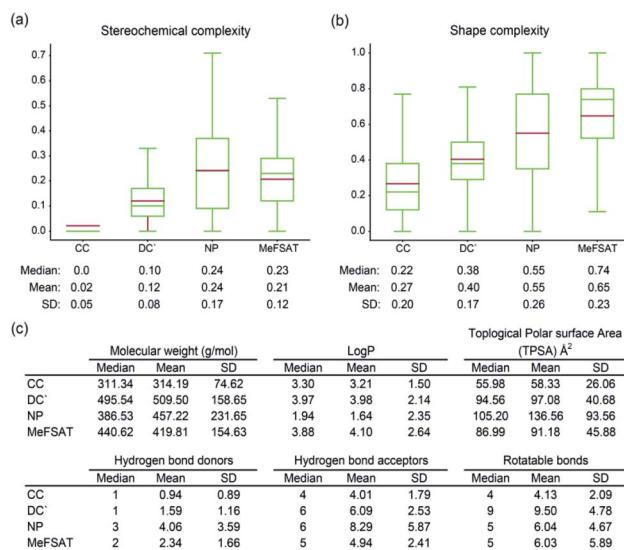 (a) Stereochemical complexity
0.7
0.6
0.5
0.4
0.3
0.2
0.1
0.0
CC DC` NP MeFSAT
Median: 0.0 0.10 0.24 0.23
Mean: 0.02 0.12 0.24 0.21
SD: 0.05 0.08 0.17 0.12
(b) Shape complexity
1.0
0.8
0.6
0.4
0.2
0.0
CC DC` NP MeFSAT
Median: 0.22 0.38 0.55 0.74
Mean: 0.27 0.40 0.55 0.65
SD: 0.20 0.17 0.26 0.23
(c)
Molecular weight (g/mol) LogP Toplogical Polar surface Area
(TPSA) Å2
Median Mean SD Median Mean SD Median Mean SD
CC 311.34 314.19 74.62 3.30 3.21 1.50 55.98 58.33 26.06
DC` 495.54 509.50 158.65 3.97 3.98 2.14 94.56 97.08 40.68
NP 386.53 457.22 231.65 1.94 1.64 2.35 105.20 136.56 93.56
MeFSAT 440.62 419.81 154.63 3.88 4.10 2.64 86.99 91.18 45.88
Hydrogen bond donors Hydrogen bond acceptors Rotatable bonds
Median Mean SD Median Mean SD Median Mean SD
CC 1 0.94 0.89 4 4.01 1.79 4 4.13 2.09
DC` 1 1.59 1.16 6 6.09 2.53 9 9.50 4.78
NP 3 4.06 3.59 6 8.29 5.87 5 6.04 4.67
MeFSAT 2 2.34 1.66 5 4.94 2.41 5 6.03 5.89